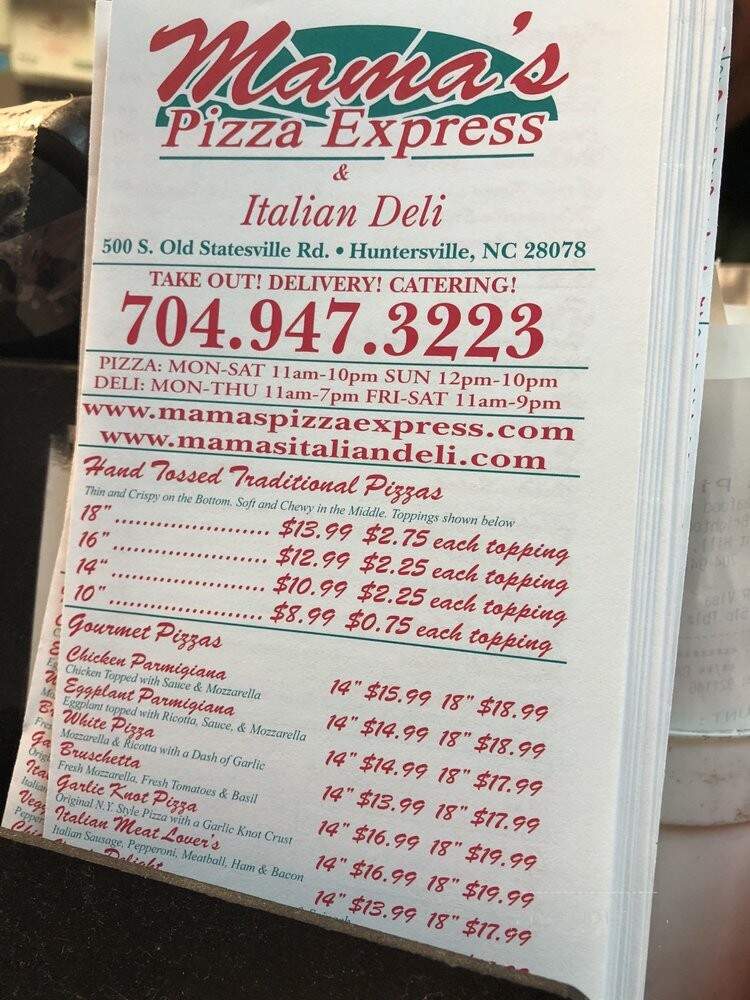 Mama's
Pizza Express
&
Italian Deli
500 S. Old Statesville Rd. • Huntersville, NC 28078
TAKE OUT! DELIVERY! CATERING!
704.947.3223
PIZZA: MON-SAT 11am-10pm SUN 12pm-10pm
DELI: MON-THU 11am-7pm FRI-SAT 11am-9pm
www.mamaspizzaexpress.com
www.mamasitaliandeli.com
Hand Tossed Traditional Pizzas
Thin and Crispy on the Bottom. Soft and Chewy in the Middle. Toppings shown below
18"........................ $13.99 $2.75 each topping
16"........................ $12.99 $2.25 each topping
14"........................ $10.99 $2.25 each topping
10"........................ $8.99 $0.75 each topping
Gourmet Pizzas
Chicken Parmigiana 14" $15.99 18" $18.99
Chicken Topped with Sauce & Mozzarella
Eggplant Parmigiana 14" $14.99 18" $18.99
Eggplant topped with Ricotta, Sauce, & Mozzarella
White Pizza 14" $14.99 18" $17.99
Mozzarella & Ricotta with a Dash of Garlic
Bruschetta 14" $13.99 18" $17.99
Fresh Mozzarella, Fresh Tomatoes & Basil
Garlic Knot Pizza 14" $16.99 18" $19.99
Original N.Y. Style Pizza with a Garlic Knot Crust
Italian Meat Lover's 14" $16.99 18" $19.99
Italian Sausage, Pepperoni, Meatball, Ham & Bacon
Delight 14" $13.99 18" $17.99